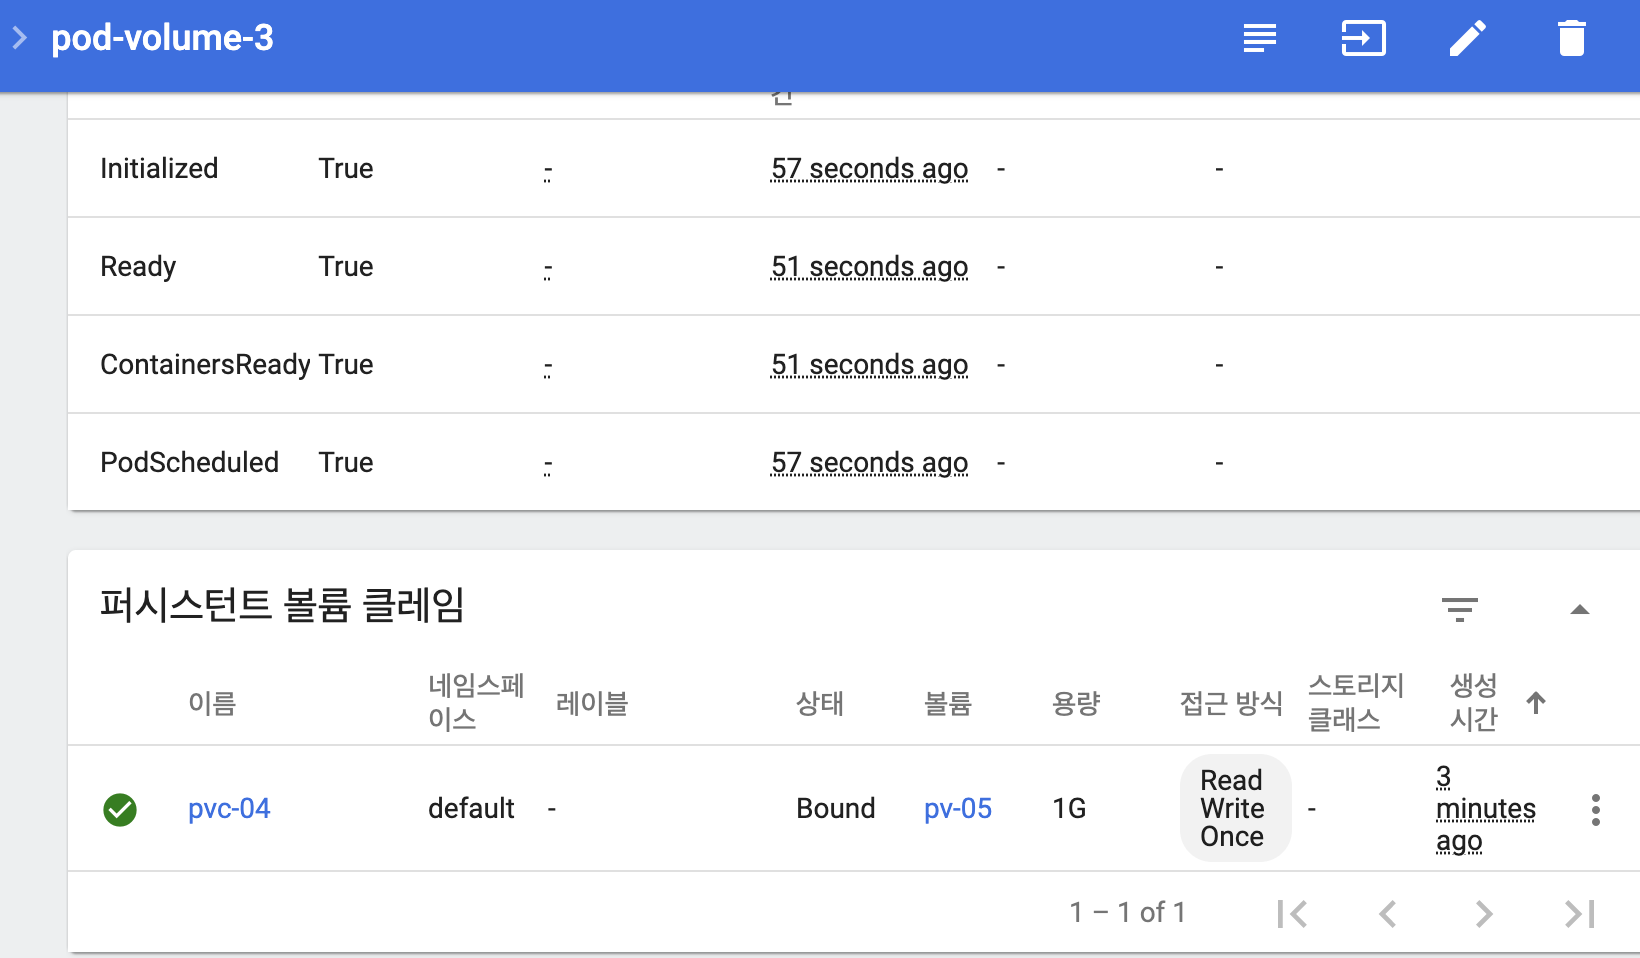 pod-volume-3
Initialized True - 57 seconds ago - -
Ready True - 51 seconds ago - -
ContainersReady True - 51 seconds ago - -
PodScheduled True - 57 seconds ago - -
퍼시스턴트 볼륨 클레임
이름 네임스페이스 레이블 상태 볼륨 용량 접근 방식 스토리지 클래스 생성 시간
pvc-04 default - Bound pv-05 1G Read Write Once - 3 minutes ago
1 – 1 of 1